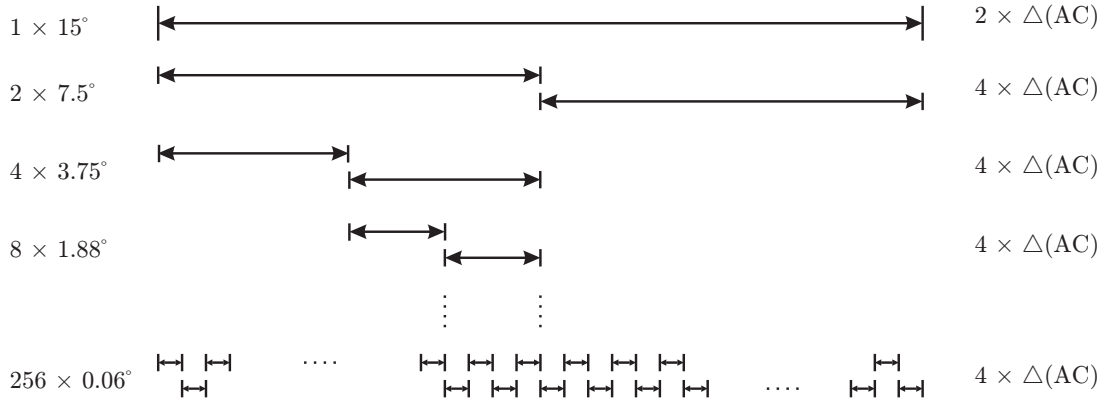 1 × 15° 2 × △(AC)
2 × 7.5° 4 × △(AC)
4 × 3.75° 4 × △(AC)
8 × 1.88° 4 × △(AC)
256 × 0.06° 4 × △(AC)